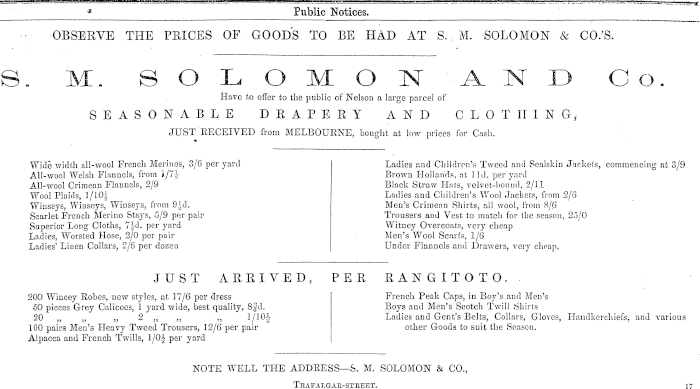 4
Public Notices.
OBSERVE THE PRICES OF GOODS TO BE HAD AT S. M. SOLOMON & CO.'S.
S. M. SOLOMON AND Co.
Have to offer to the public of Nelson a large parcel of
SEASONABLE DRAPERY AND CLOTHING,
JUST RECEIVED from MELBOURNE, bought at low prices for Cash.
Wide width all-wool French Merinos, 3/6 per yard
All-wool Welsh Flannels, from 1/7½
All-wool Crimean Flannels, 2/9
Wool Plaids, 1/10½
Winseys, Winseys, Winseys, from 9½d.
Scarlet French Merino Stays, 5/9 per pair
Superior Long Cloths, 7½d. per yard
Ladies, Worsted Hose, 2/0 per pair
Ladies' Linen Collars, 2/6 per dozen
Ladies and Children's Tweed and Sealskin Jackets, commencing at 3/9
Brown Hollands, at 11d. per yard
Black Straw Hats, velvet-bound, 2/11
Ladies and Children's Wool Jackets, from 2/6
Men's Crimean Shirts, all wool, from 8/6
Trousers and Vest to match for the season, 25/0
Witney Overcoats, very cheap
Men's Wool Scarfs, 1/6
Under Flannels and Drawers, very cheap.
JUST ARRIVED, PER RANGITOTO.
200 Wincey Robes, new styles, at 17/6 per dress
50 pieces Grey Calicoes, 1 yard wide, best quality, 8¾d.
20 „ „ „ 2 „ „ „ 1/10½
100 pairs Men's Heavy Tweed Trousers, 12/6 per pair
Alpaca and French Twills, 1/0½ per yard
French Peak Caps, in Boy's and Men's
Boys and Men's Scotch Twill Shirts
Ladies and Gent's Belts, Collars, Gloves, Handkerchiefs, and various
other Goods to suit the Season.
NOTE WELL THE ADDRESS—S. M. SOLOMON & CO.,
TRAFALGAR-STREET.
17